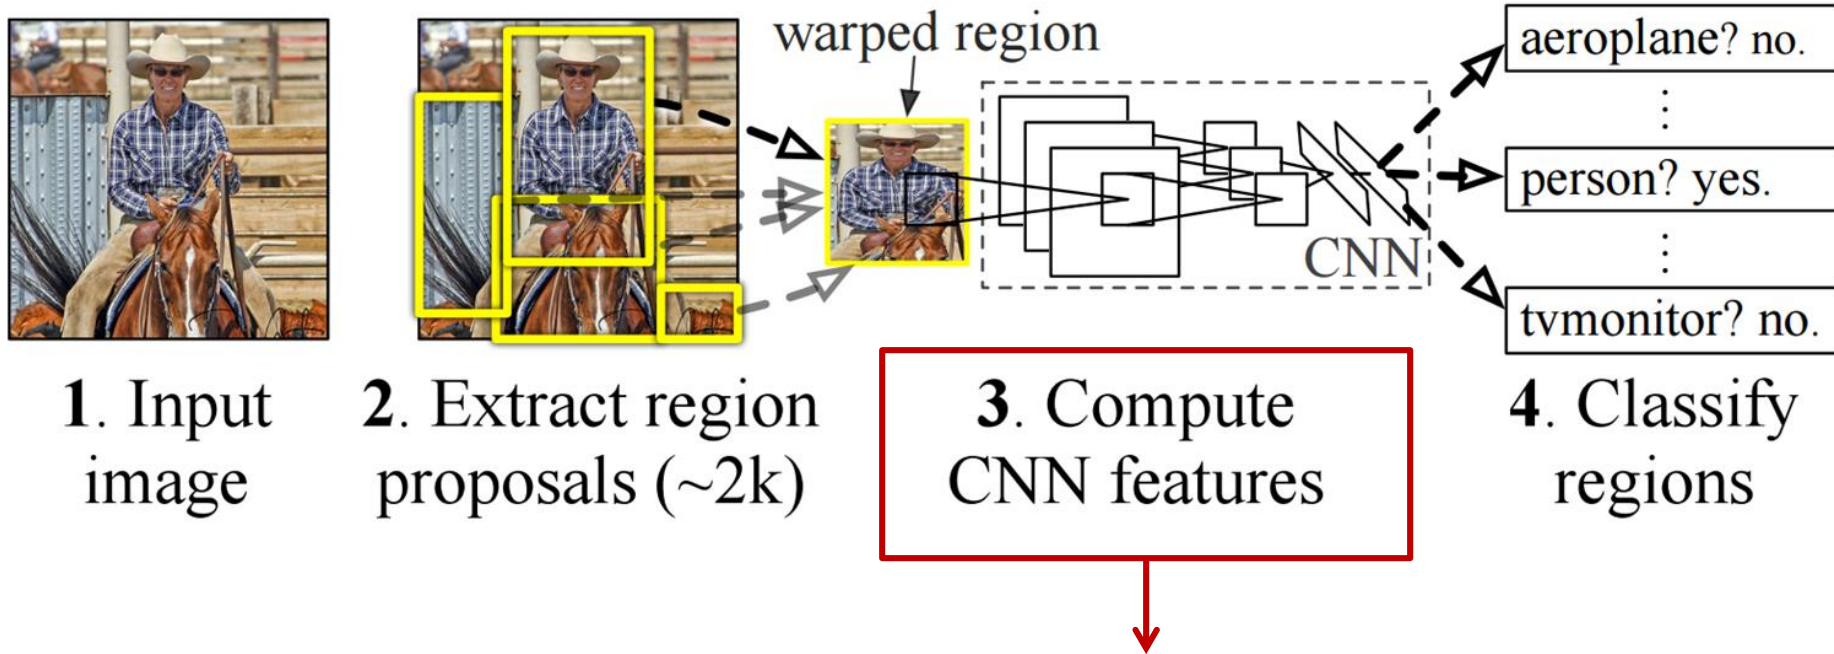 warped region
aeroplane? no.
person? yes.
CNN
tvmonitor? no.
1. Input
image
2. Extract region
proposals (~2k)
3. Compute
CNN features
4. Classify
regions